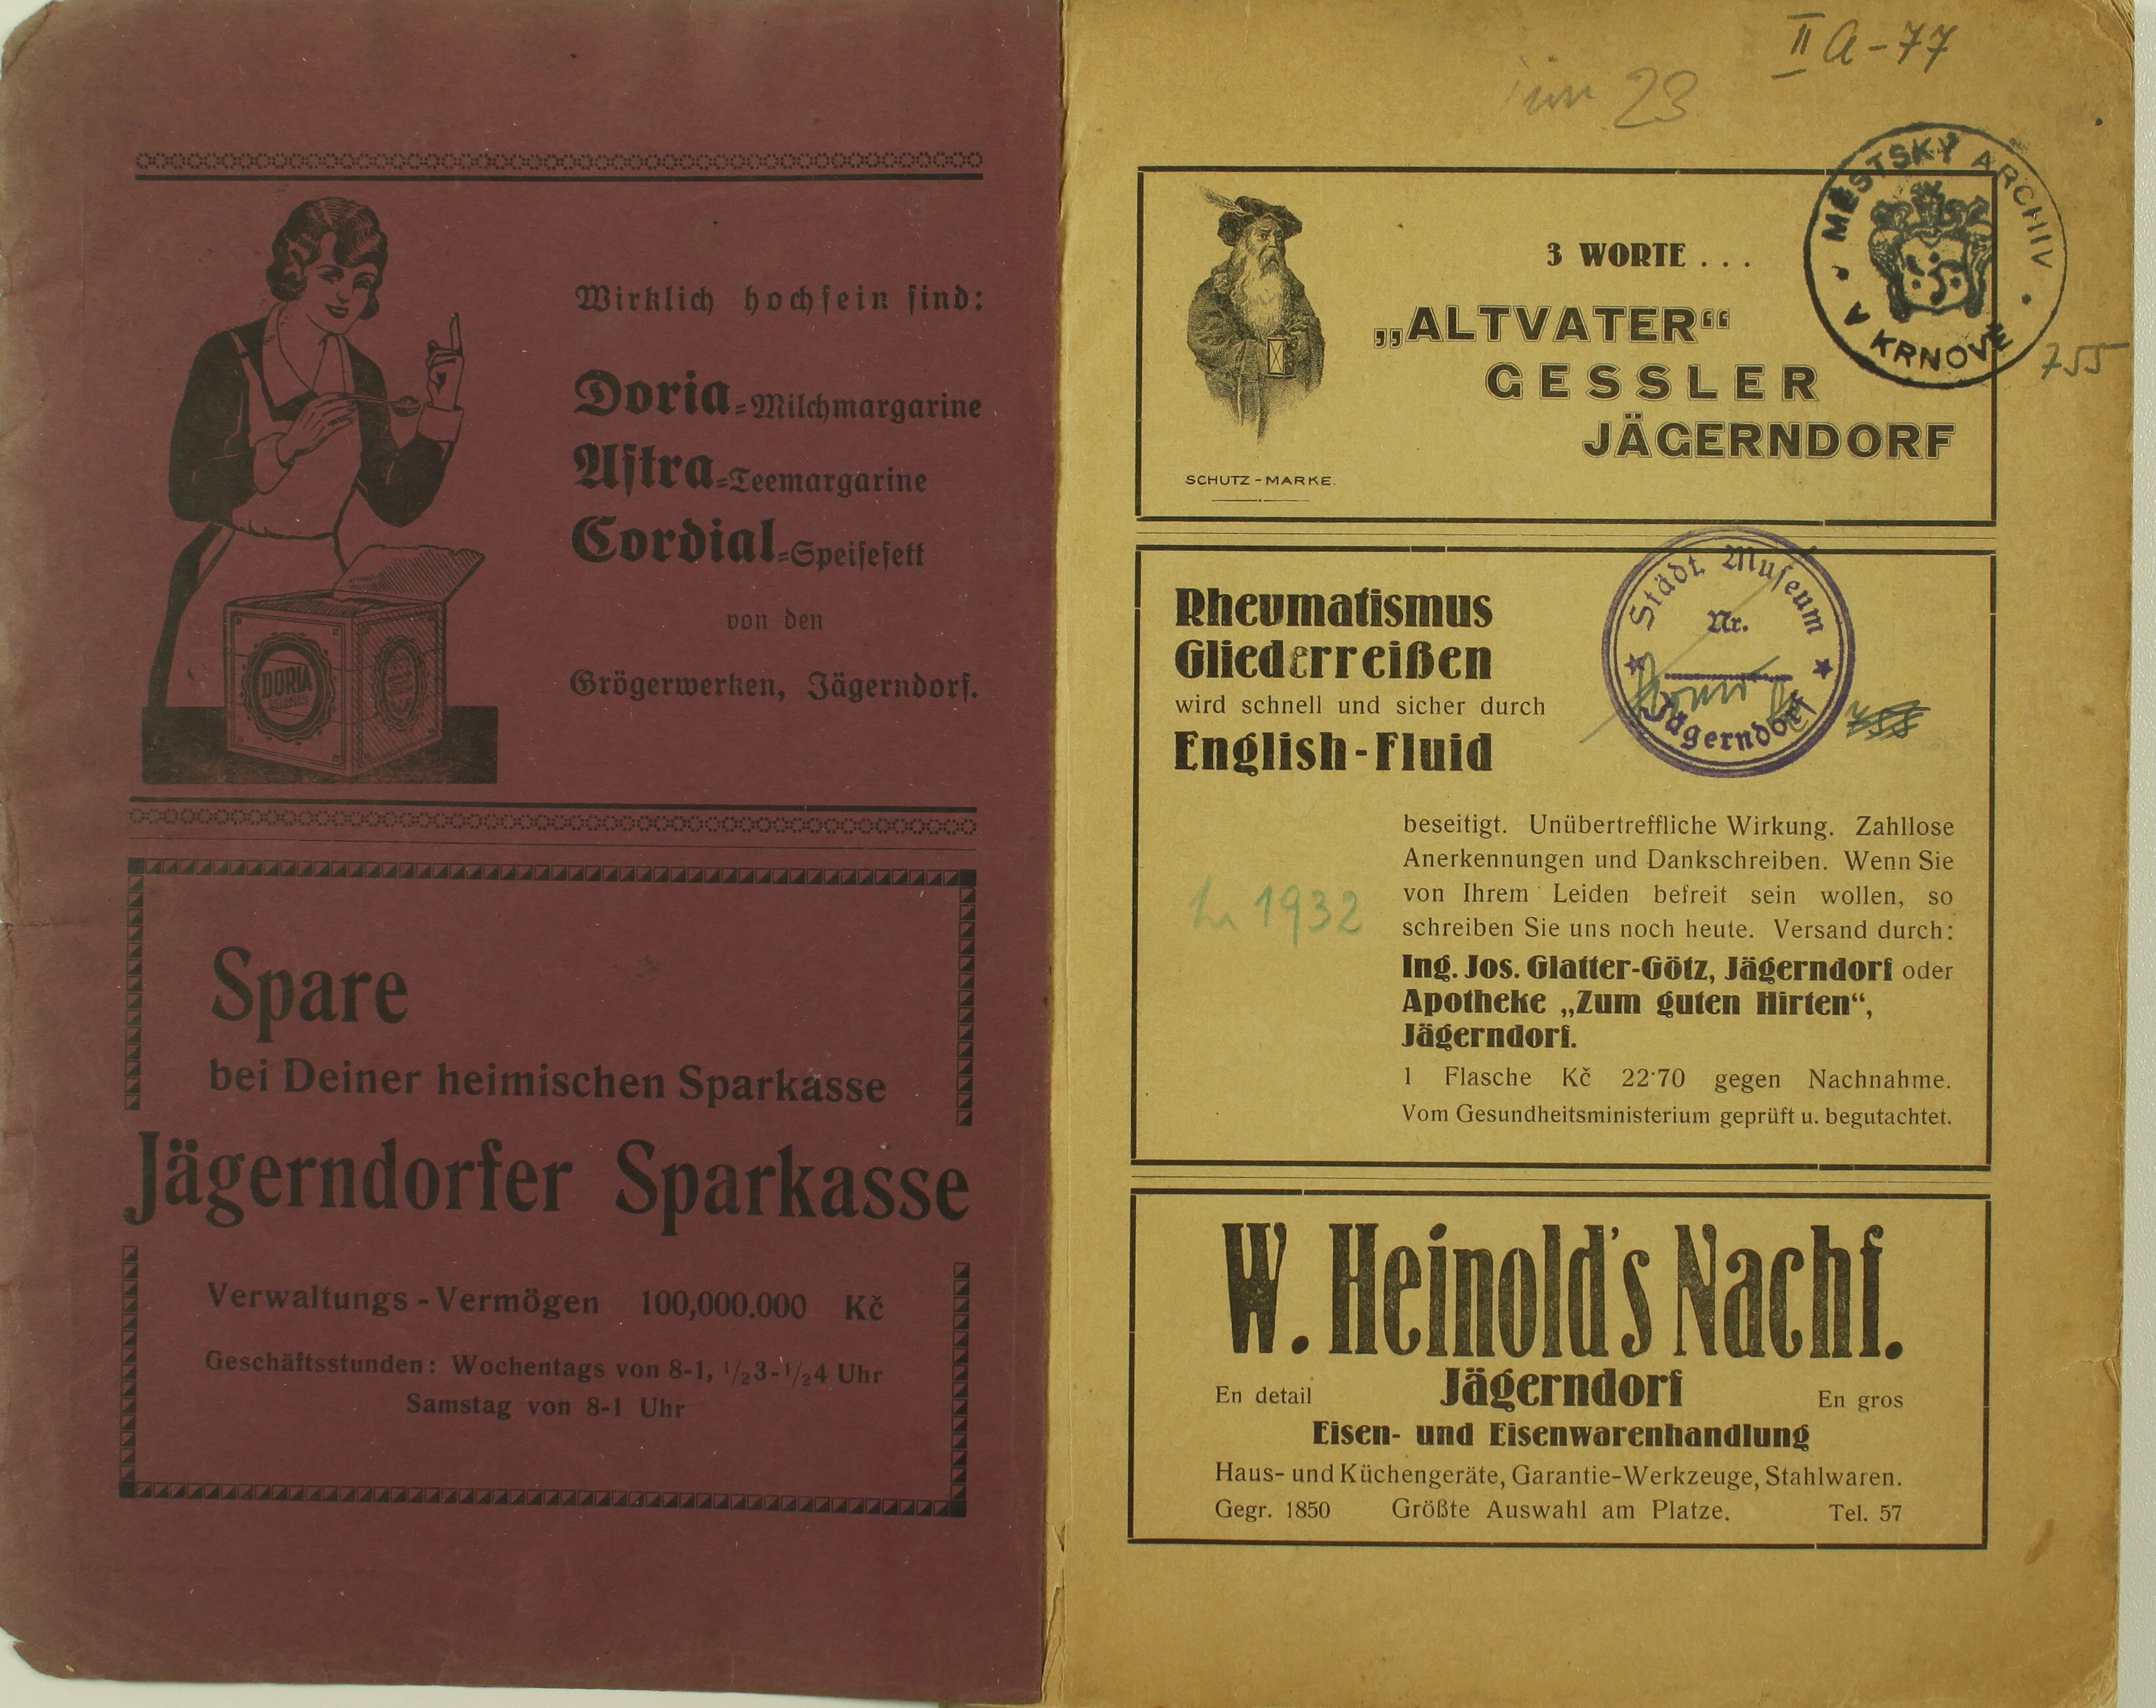 Wirklich hochfein sind:
Doria=Milchmargarine
Astra=Teemargarine
Cordial=Speisefett
von den
Grögerwerken, Jägerndorf.
DORIA
Spare
bei Deiner heimischen Sparkasse
Jägerndorfer Sparkasse
Verwaltungs-Vermögen 100,000.000 Kč
Geschäftsstunden: Wochentags von 8-1, 1/23-1/24 Uhr
Samstag von 8-1 Uhr
II a-77
23
MĚSTSKÝ ARCHIV
V KRNOVĚ
755
3 WORTE . . .
„ALTVATER“
GESSLER
JÄGERNDORF
SCHUTZ-MARKE.
Städt. Museum
Nr.
Jägerndorf
Rheumatismus
Gliederreißen
wird schnell und sicher durch
English-Fluid
beseitigt. Unübertreffliche Wirkung. Zahllose
Anerkennungen und Dankschreiben. Wenn Sie
von Ihrem Leiden befreit sein wollen, so
schreiben Sie uns noch heute. Versand durch:
1932
Ing. Jos. Glatter-Götz, Jägerndorf oder
Apotheke „Zum guten Hirten“,
Jägerndorf.
1 Flasche Kč 22·70 gegen Nachnahme.
Vom Gesundheitsministerium geprüft u. begutachtet.
W. Heinold's Nachf.
En detail Jägerndorf En gros
Eisen- und Eisenwarenhandlung
Haus- und Küchengeräte, Garantie-Werkzeuge, Stahlwaren.
Gegr. 1850 Größte Auswahl am Platze. Tel. 57